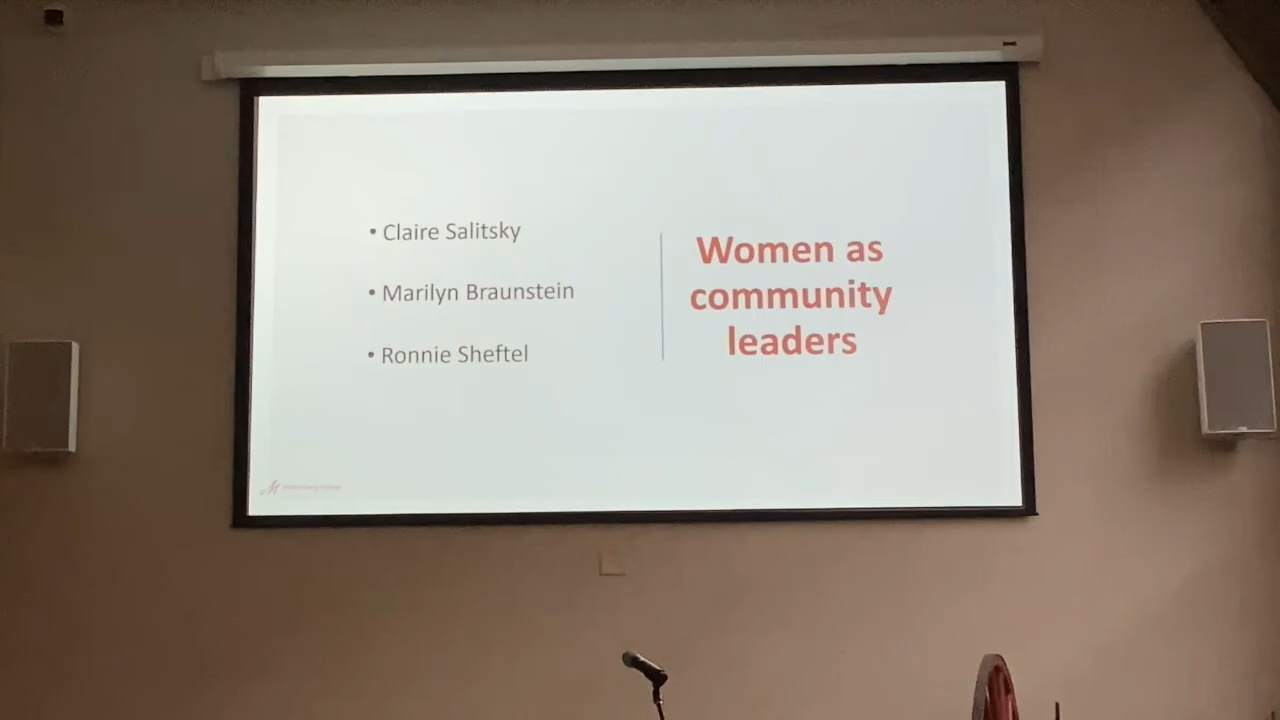 • Claire Salitsky
• Marilyn Braunstein
• Ronnie Sheftel
Women as
community
leaders